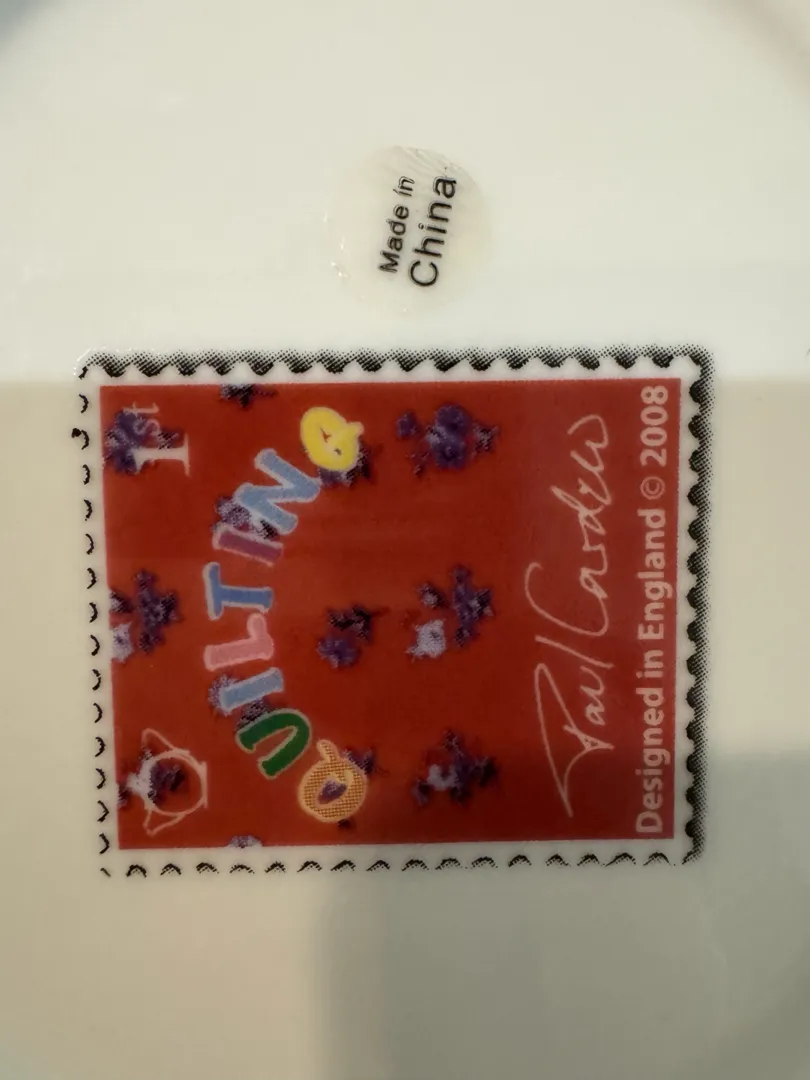 Made in
China
1st
QUILTING
Paul Cardew
Designed in England © 2008